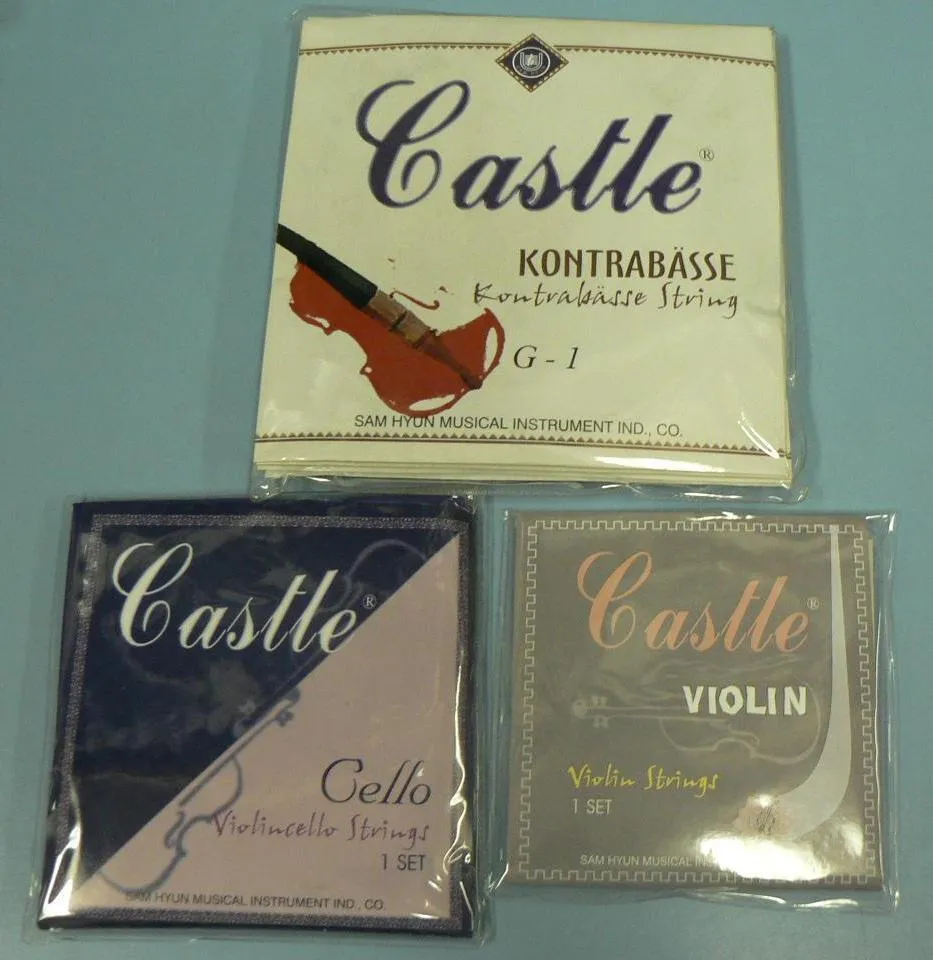 Castle®
KONTRABÄSSE
Kontrabässe String
G - 1
SAM HYUN MUSICAL INSTRUMENT IND., CO.
Castle®
Cello
Violincello Strings
1 SET
SAM HYUN MUSICAL INSTRUMENT IND., CO.
Castle®
VIOLIN
Violin Strings
1 SET
SAM HYUN MUSICAL